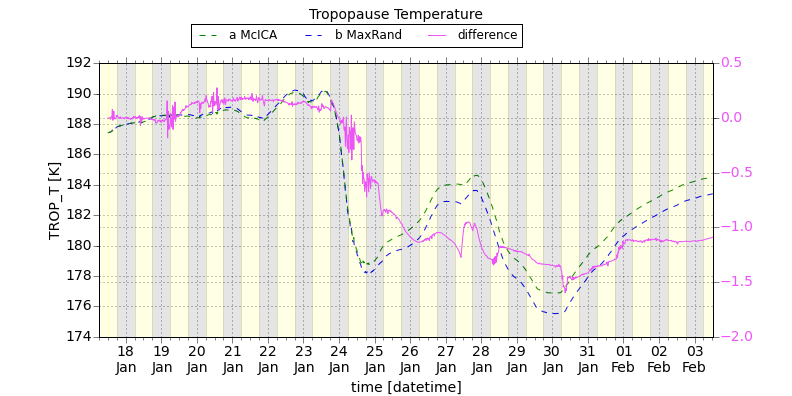 Tropopause Temperature
a McICA b MaxRand difference
192 0.5
190
188 0.0
186
184 −0.5
182
180 −1.0
178
176 −1.5
174 −2.0
TROP_T [K]
18 19 20 21 22 23 24 25 26 27 28 29 30 31 01 02 03
Jan Jan Jan Jan Jan Jan Jan Jan Jan Jan Jan Jan Jan Jan Feb Feb Feb
time [datetime]